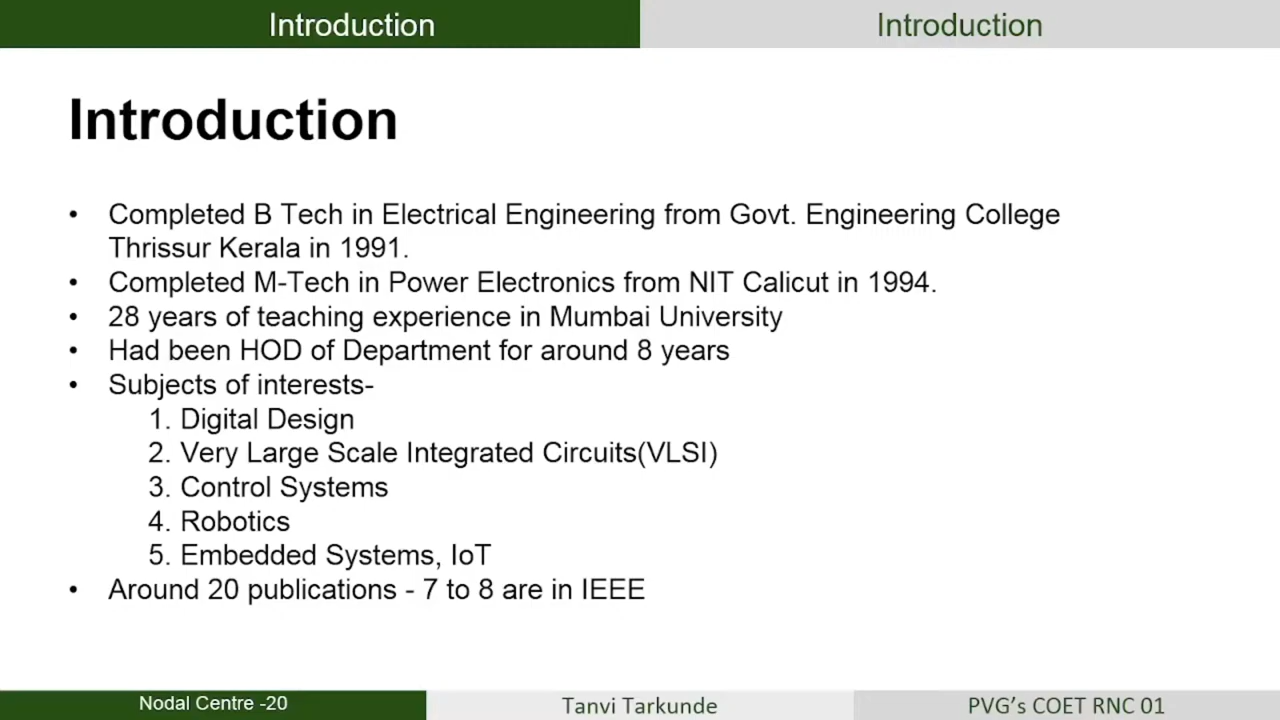 Introduction
Introduction
Introduction
• Completed B Tech in Electrical Engineering from Govt. Engineering College
Thrissur Kerala in 1991.
• Completed M-Tech in Power Electronics from NIT Calicut in 1994.
• 28 years of teaching experience in Mumbai University
• Had been HOD of Department for around 8 years
• Subjects of interests-
1. Digital Design
2. Very Large Scale Integrated Circuits(VLSI)
3. Control Systems
4. Robotics
5. Embedded Systems, IoT
• Around 20 publications - 7 to 8 are in IEEE
Nodal Centre -20
Tanvi Tarkunde
PVG’s COET RNC 01